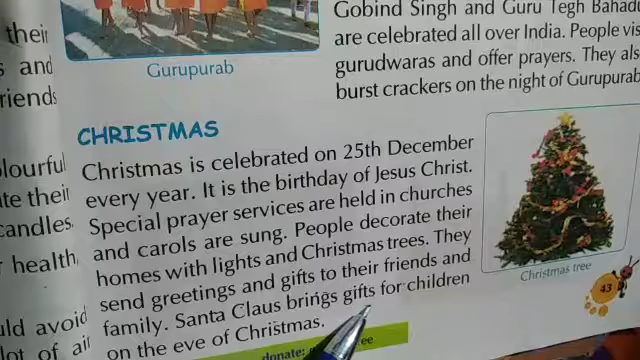 their
s and
riends
lourful
ate their
candles.
r health
uld avoid
lot of air
Gurupurab
Gobind Singh and Guru Tegh Bahadu
are celebrated all over India. People vis
gurudwaras and offer prayers. They als
burst crackers on the night of Gurupurab
CHRISTMAS
Christmas is celebrated on 25th December
every year. It is the birthday of Jesus Christ.
Special prayer services are held in churches
and carols are sung. People decorate their
homes with lights and Christmas trees. They
send greetings and gifts to their friends and
family. Santa Claus brings gifts for children
on the eve of Christmas.
Christmas tree
43
donate: